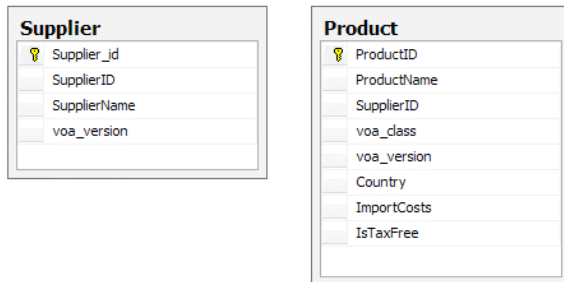 Supplier
Supplier_id
SupplierID
SupplierName
voa_version
Product
ProductID
ProductName
SupplierID
voa_class
voa_version
Country
ImportCosts
IsTaxFree